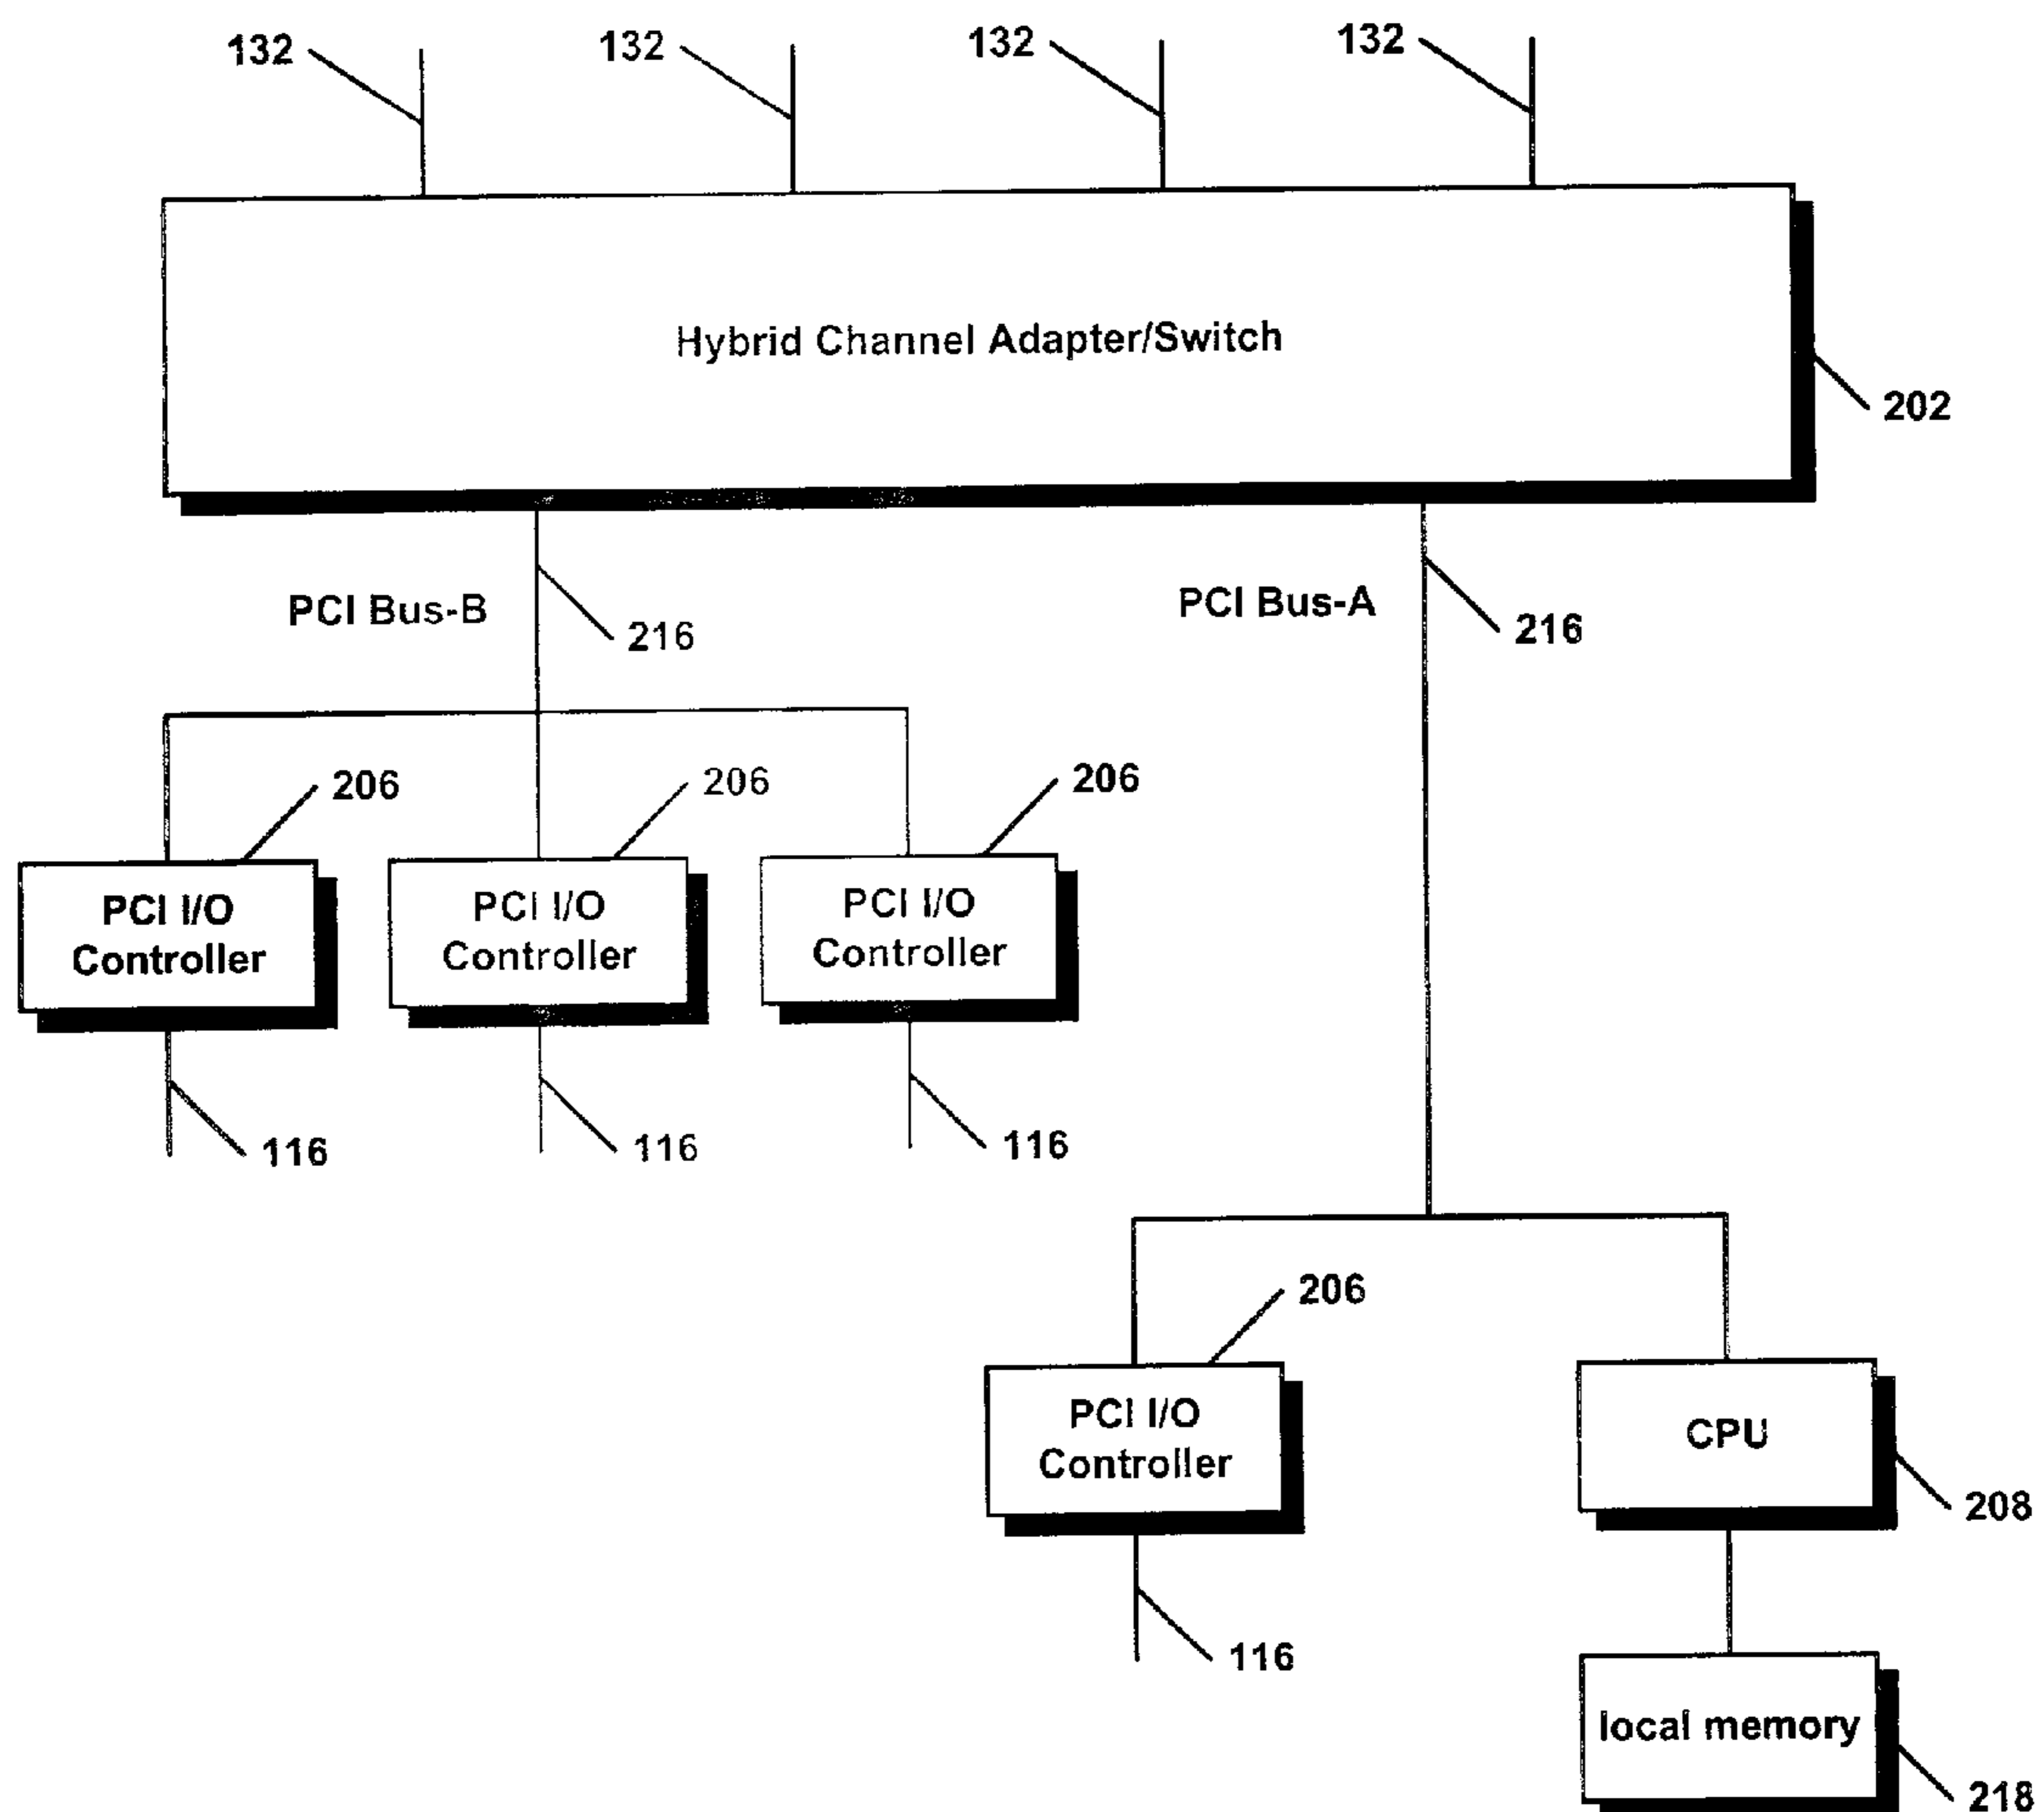 132
132
132
132
Hybrid Channel Adapter/Switch
202
PCI Bus-B
216
PCI Bus-A
216
206
206
206
PCI I/O
Controller
PCI I/O
Controller
PCI I/O
Controller
116
116
116
206
PCI I/O
Controller
CPU
208
116
local memory
218